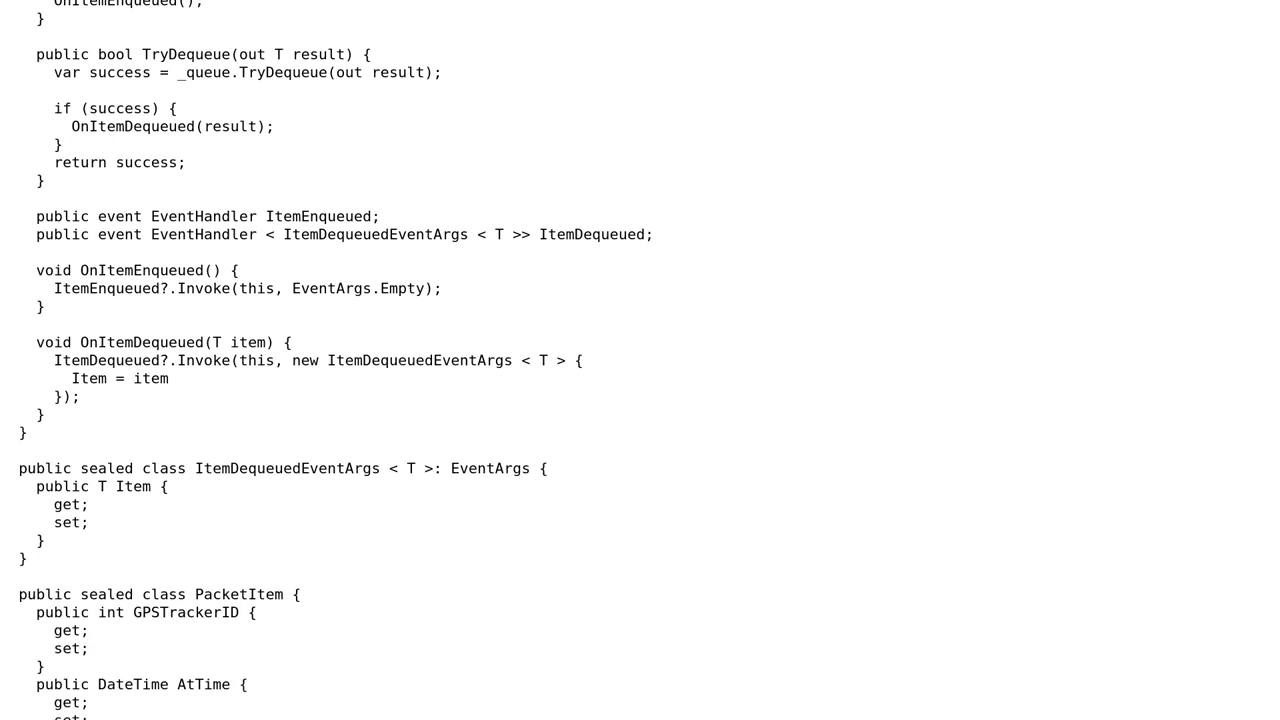 OnItemEnqueued();
  }

  public bool TryDequeue(out T result) {
    var success = _queue.TryDequeue(out result);

    if (success) {
      OnItemDequeued(result);
    }
    return success;
  }

  public event EventHandler ItemEnqueued;
  public event EventHandler < ItemDequeuedEventArgs < T >> ItemDequeued;

  void OnItemEnqueued() {
    ItemEnqueued?.Invoke(this, EventArgs.Empty);
  }

  void OnItemDequeued(T item) {
    ItemDequeued?.Invoke(this, new ItemDequeuedEventArgs < T > {
      Item = item
    });
  }
}

public sealed class ItemDequeuedEventArgs < T >: EventArgs {
  public T Item {
    get;
    set;
  }
}

public sealed class PacketItem {
  public int GPSTrackerID {
    get;
    set;
  }
  public DateTime AtTime {
    get;
    set;